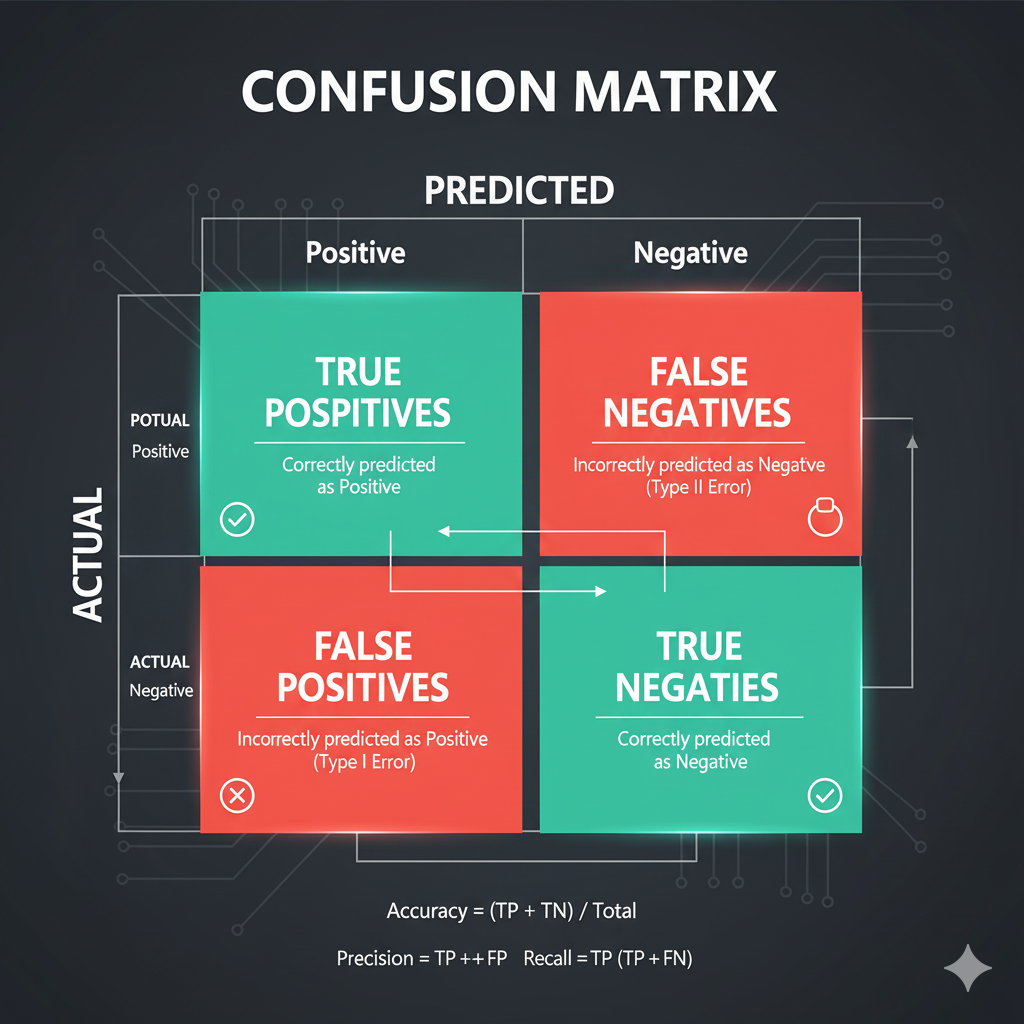 CONFUSION MATRIX
PREDICTED
Positive
Negative
ACTUAL
POTUAL
Positive
TRUE
POSPITIVES
Correctly predicted
as Positive
FALSE
NEGATIVES
Incorrectly predicted as Negative
(Type II Error)
ACTUAL
Negative
FALSE
POSITIVES
Incorrectly predicted as Positive
(Type I Error)
TRUE
NEGATIES
Correctly predicted
as Negative
Accuracy = (TP + TN) / Total
Precision = TP ++ FP Recall = TP (TP + FN)